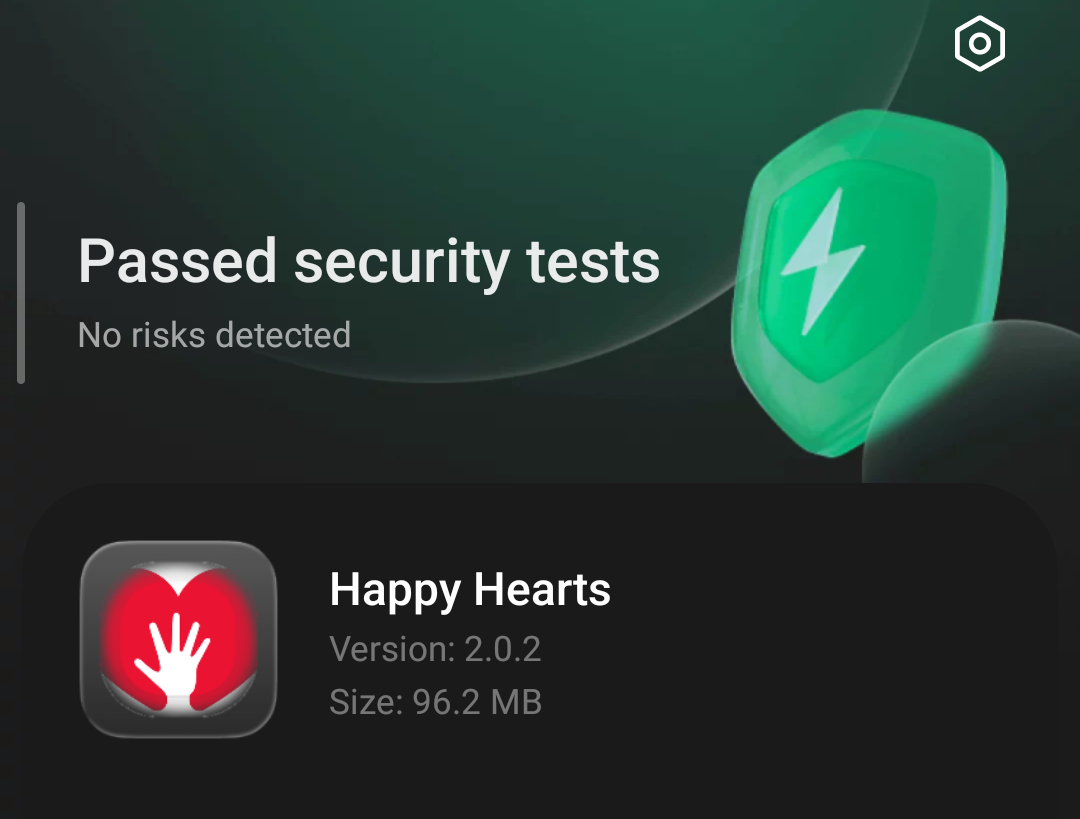 Passed security tests
No risks detected
Happy Hearts
Version: 2.0.2
Size: 96.2 MB